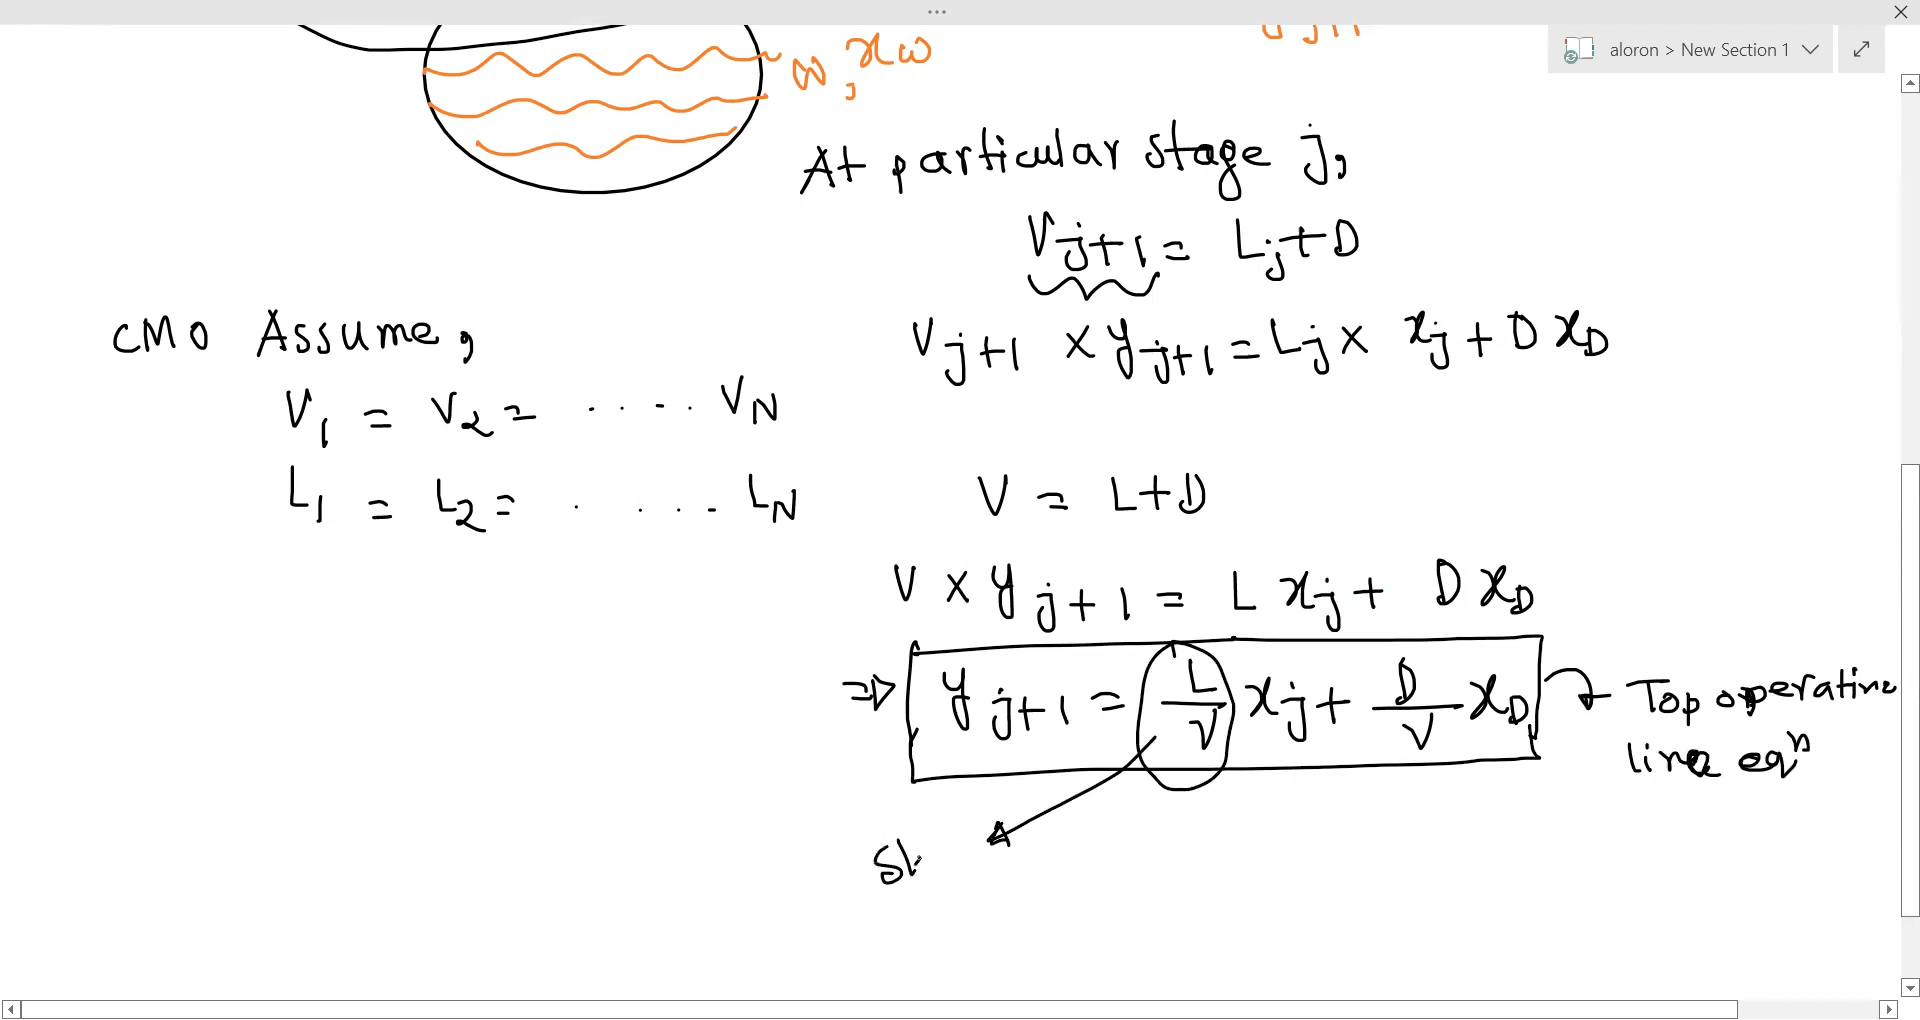 aloron > New Section 1
W, xw
At particular stage j,
Vj+1 = Lj + D
CMO Assume,
Vj+1 × yj+1 = Lj × xj + D xD
V1 = V2 = ..... VN
L1 = L2 = ..... LN
V = L + D
V × yj+1 = L xj + D xD
⇒ yj+1 = L/V xj + D/V xD
Top operating
line eqn
Sl